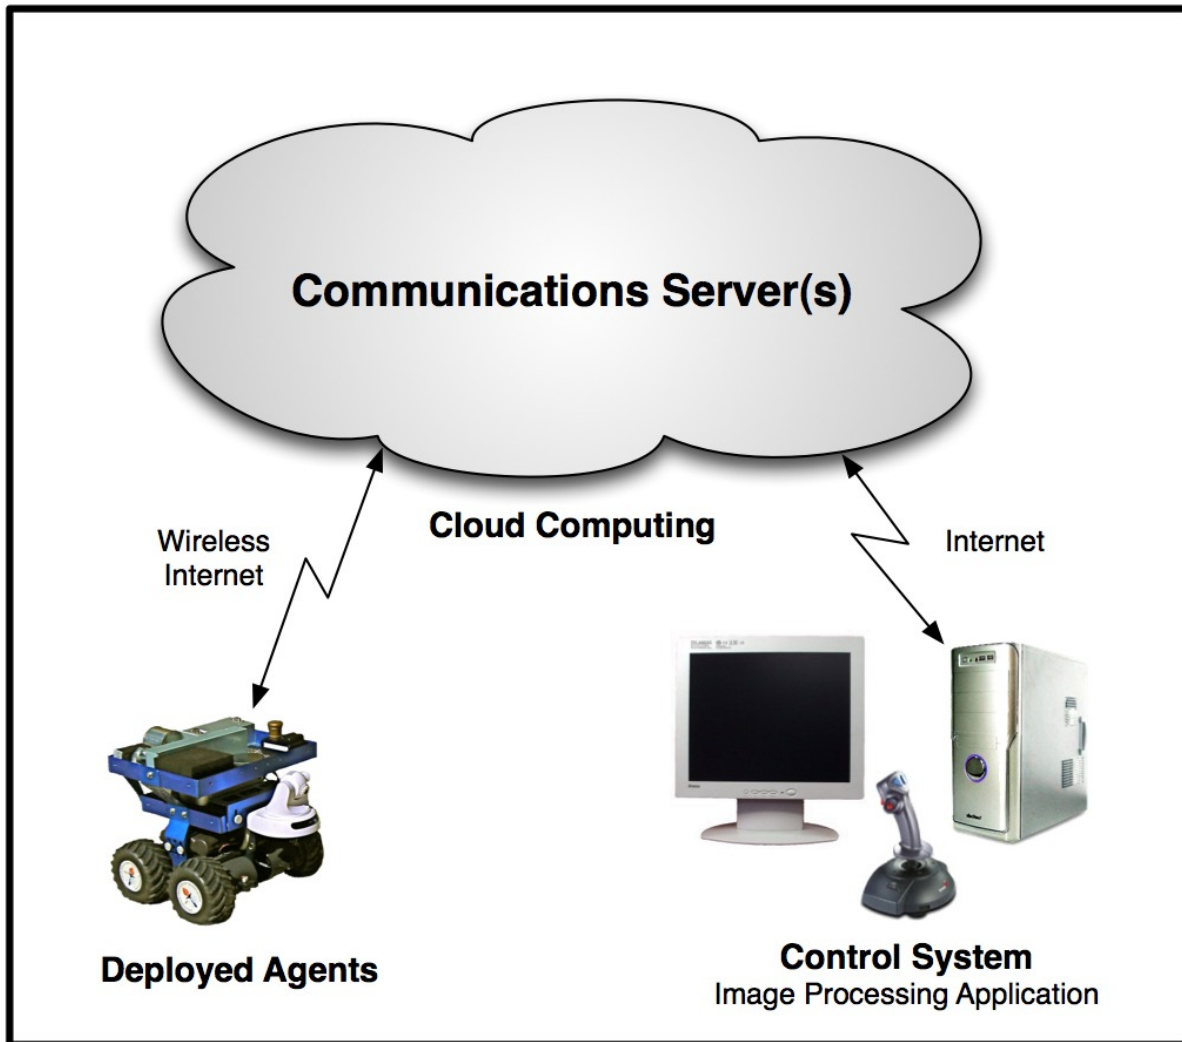 Communications Server(s)
Cloud Computing
Wireless
Internet
Internet
Deployed Agents
Control System
Image Processing Application